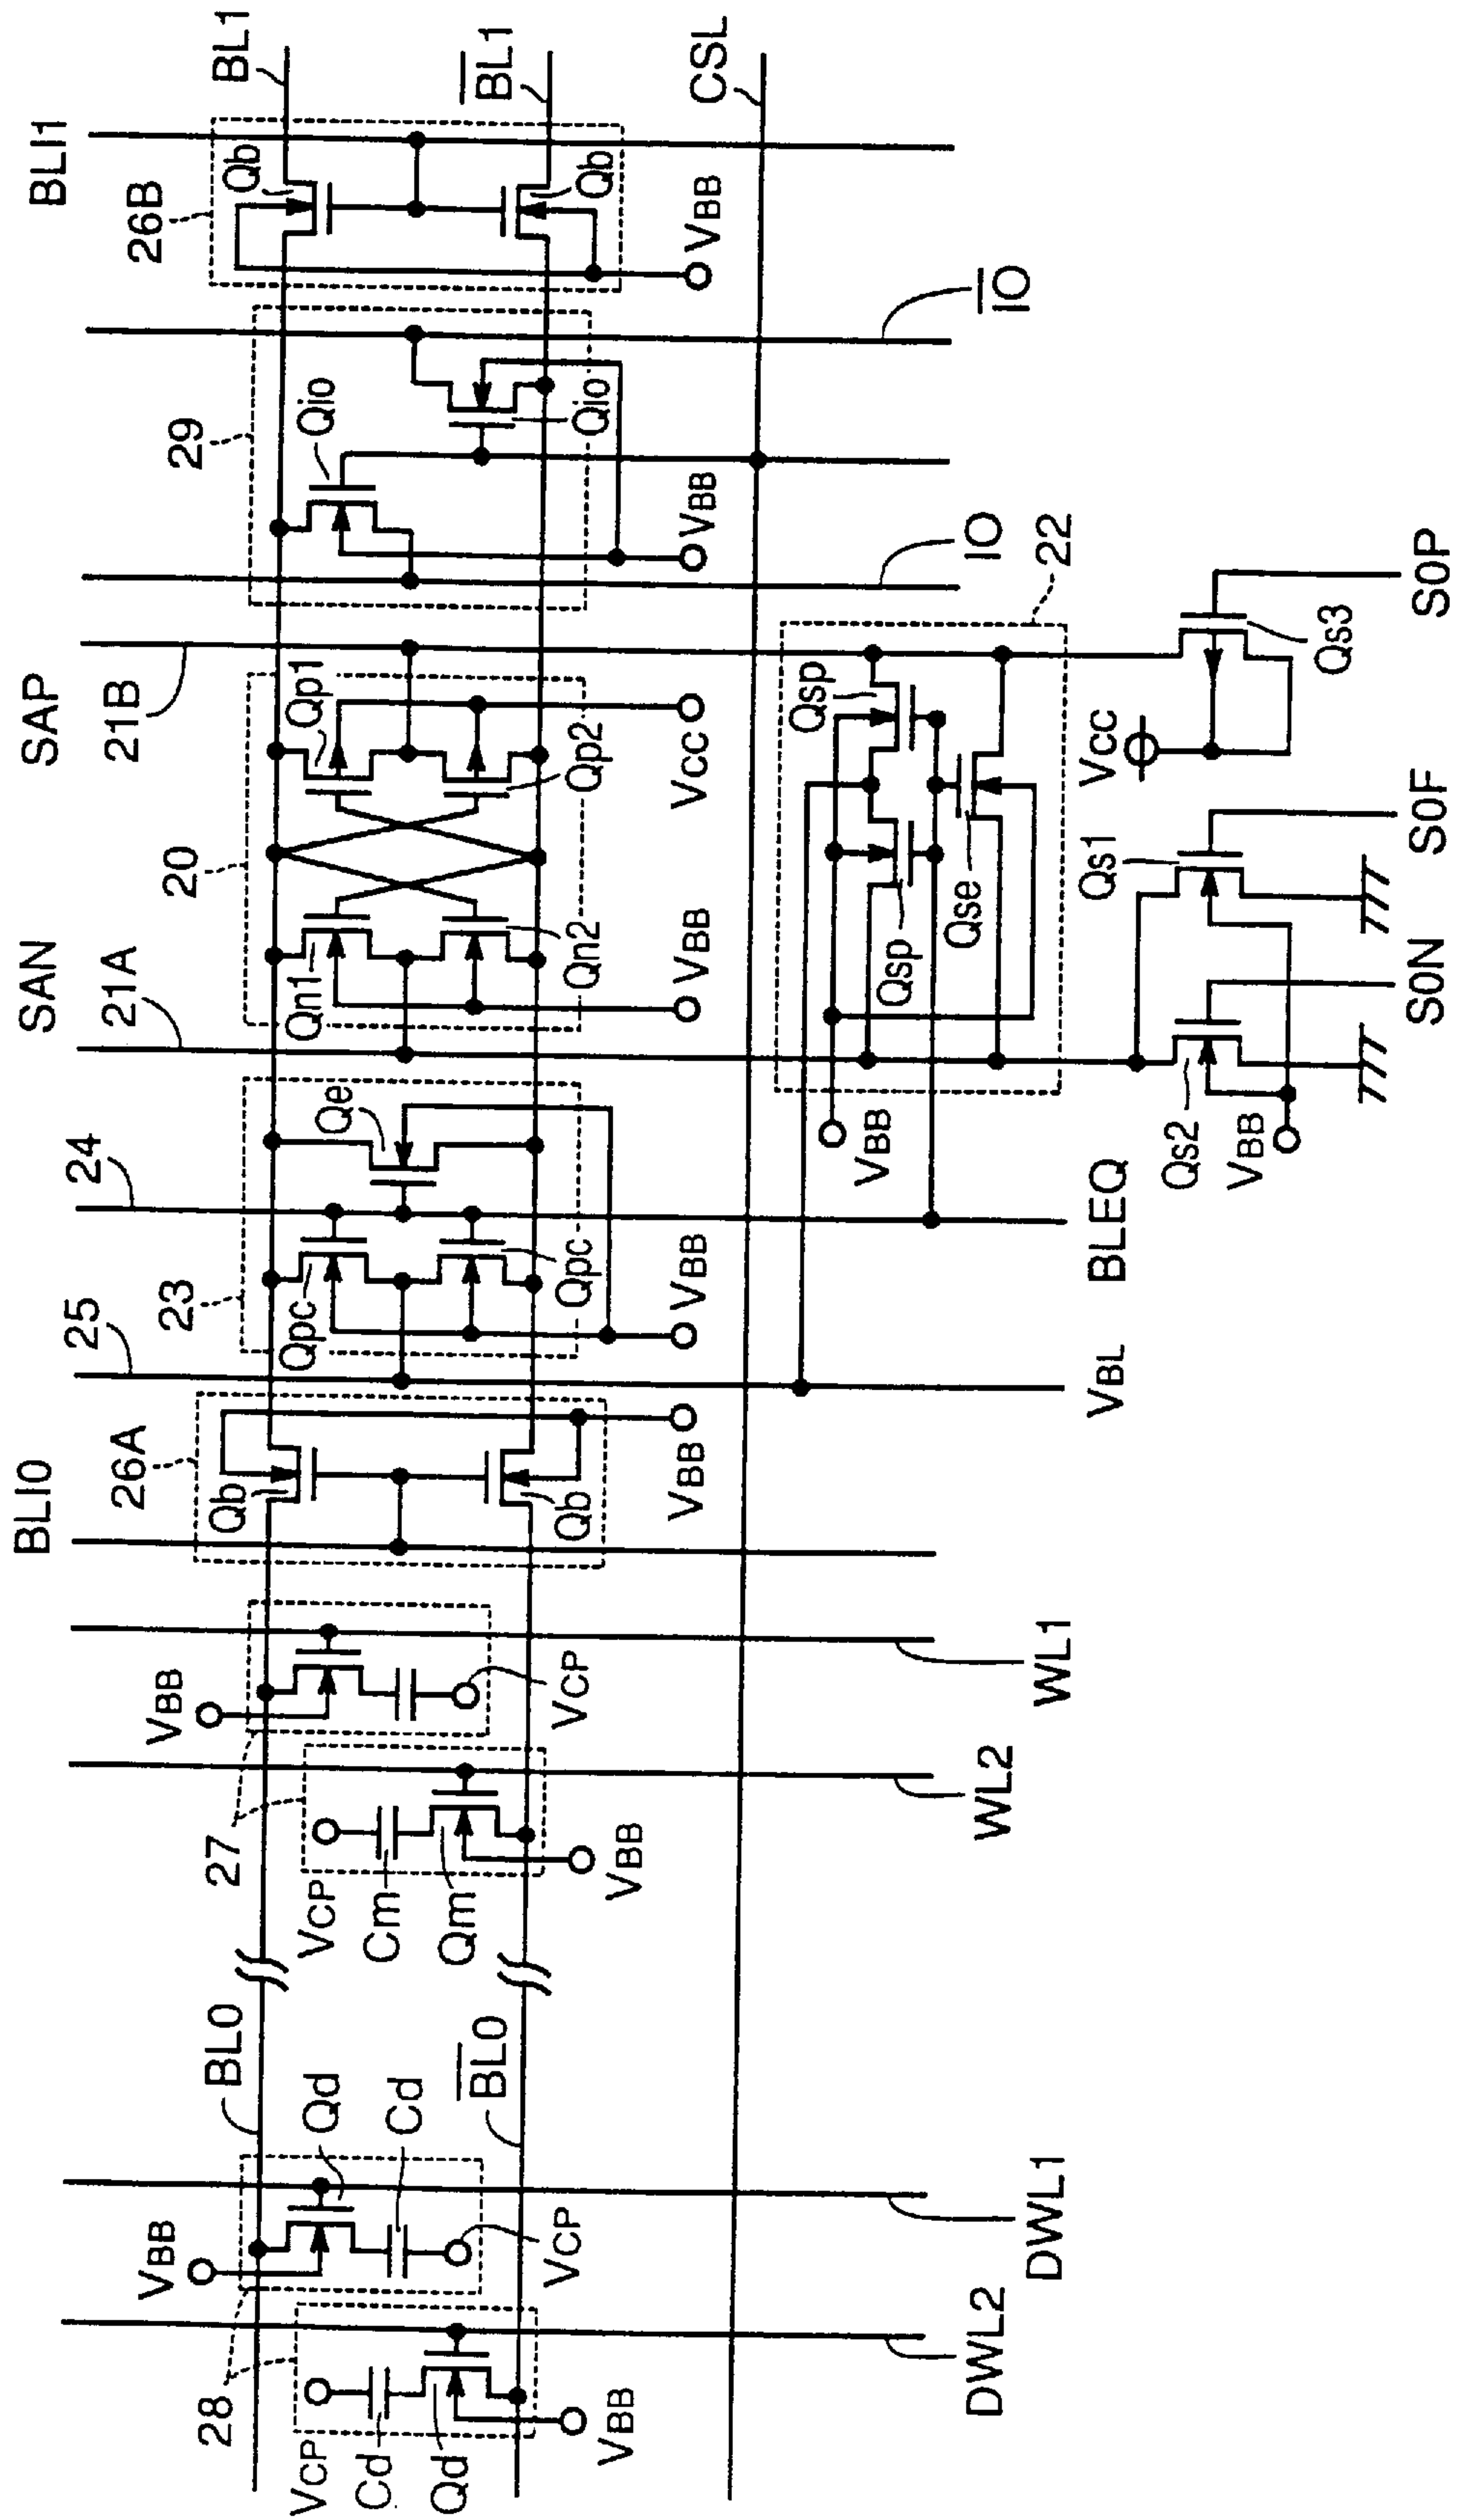 BLI0 SAN SAP BLI1
25 24 21A 21B
26A 26B
VBB VBB 23 20 29
28 BL0 27 Qb Qb BL1
VCP Qd VCP Qpc Qe Qn1 Qp1 Qio
Cd Cd Cm
Qd B̅L̅0̅ Qm B̅L̅1̅
VCP VCP Qb Qpc Qn2 Qp2 Qio Qb
VBB VBB VBB VBB VBB VCC VBB VBB CSL
Qsp
VBB Qsp
Qse
DWL2 WL2 IO I̅O̅
DWL1 WL1 22
VBL BLEQ VCC
Qs1
Qs2
VBB Qs3
S0N S0F S0P